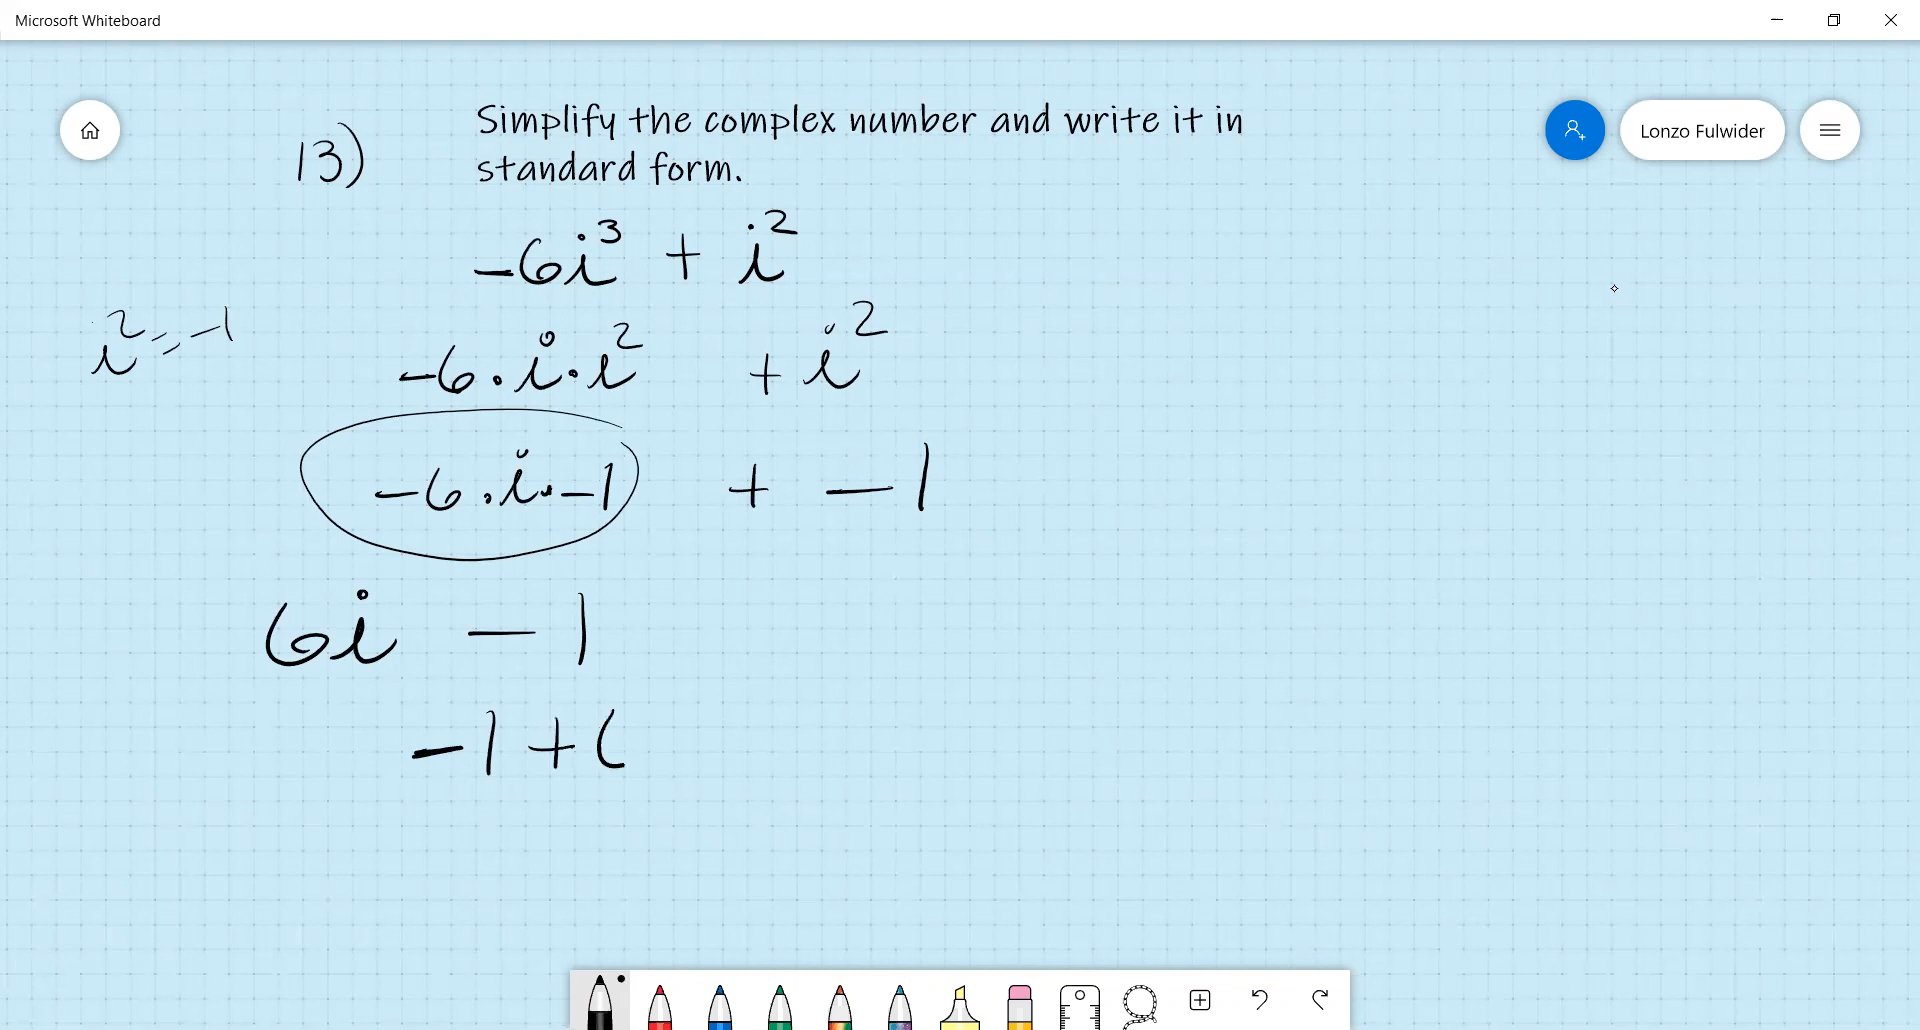 Microsoft Whiteboard
Lonzo Fulwider
13)
Simplify the complex number and write it in
standard form.
-6i³ + i²
i² = -1
-6 · i · i² + i²
-6 · i · -1 + -1
6i - 1
-1 + (